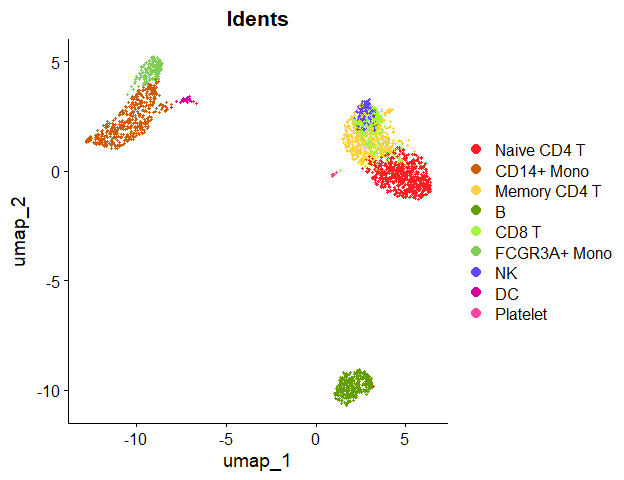 Idents
5
0
-5
-10
umap_2
-10
-5
0
5
umap_1
Naive CD4 T
CD14+ Mono
Memory CD4 T
B
CD8 T
FCGR3A+ Mono
NK
DC
Platelet